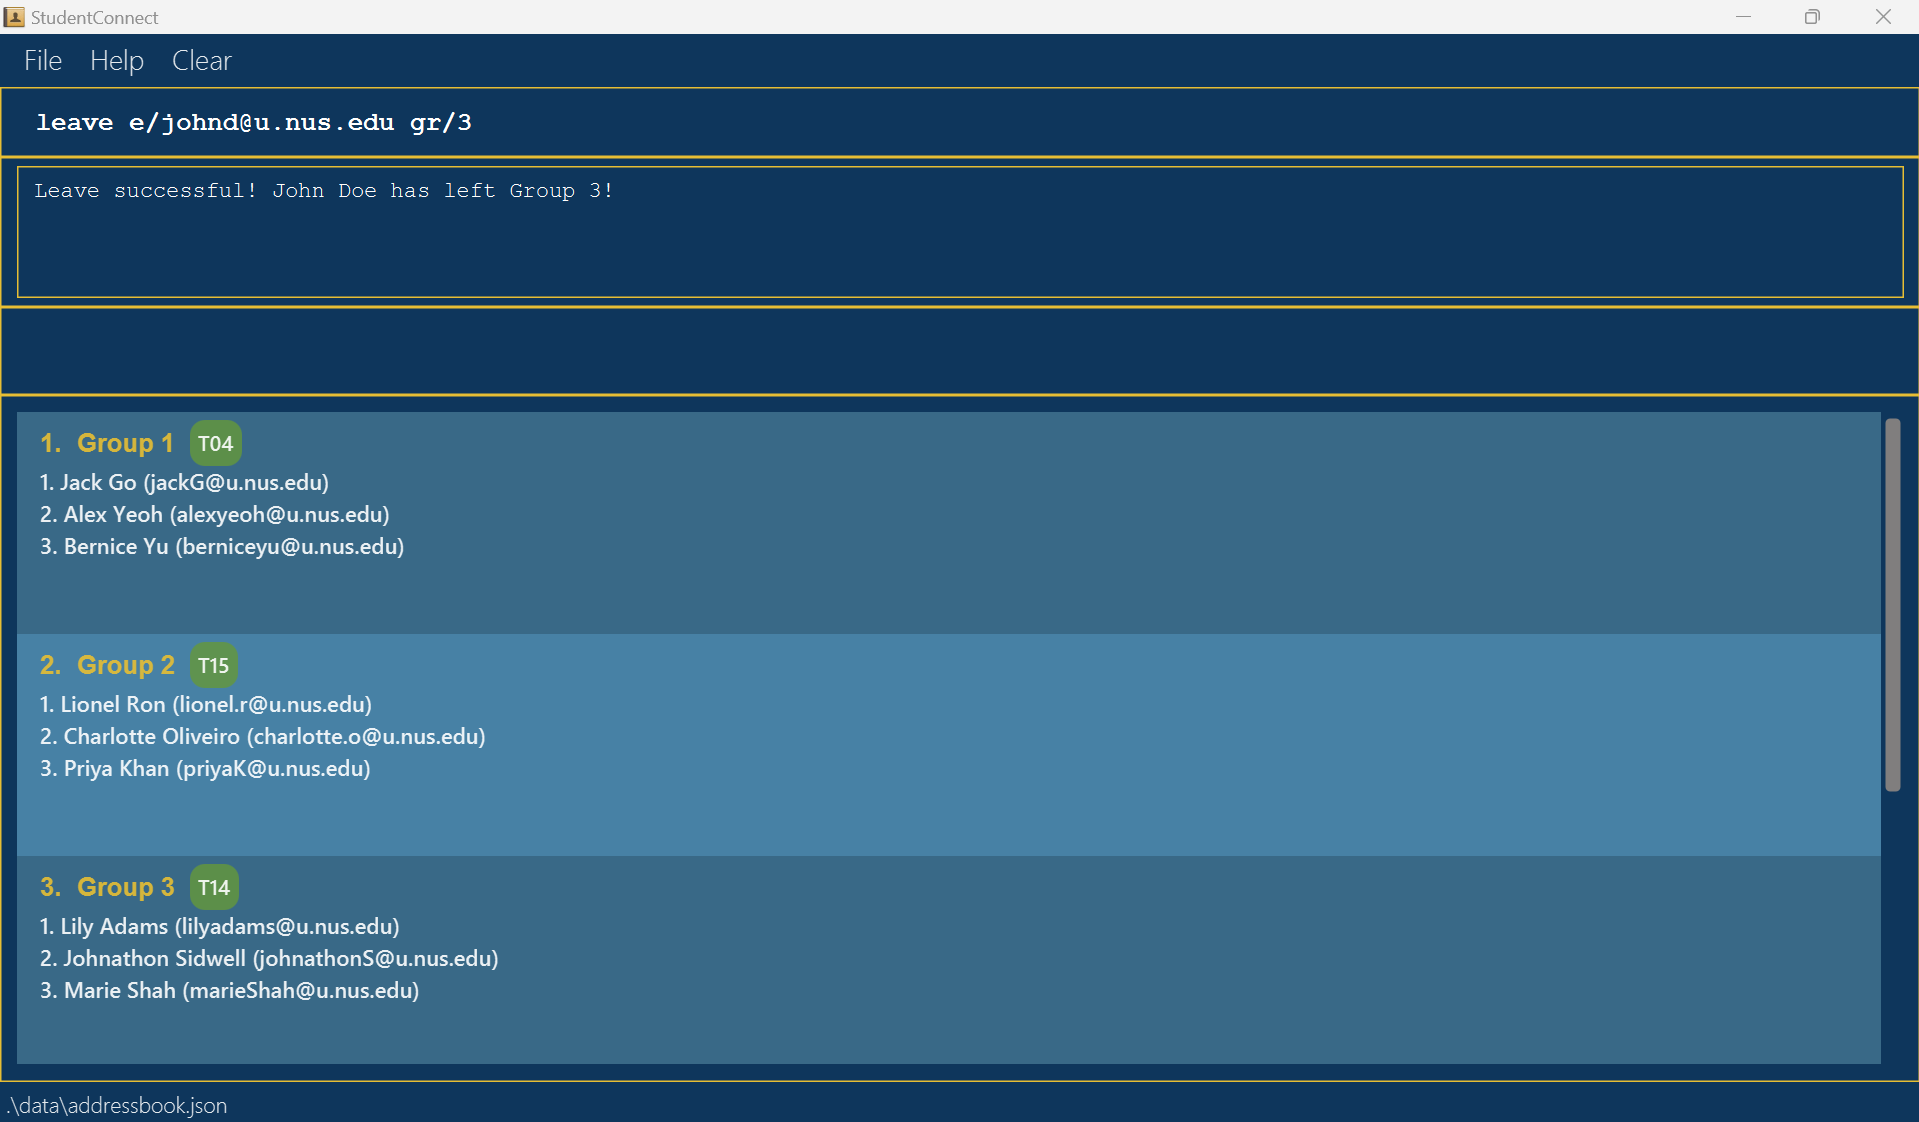 StudentConnect
File Help Clear
leave e/johnd@u.nus.edu gr/3
Leave successful! John Doe has left Group 3!
1. Group 1 T04
1. Jack Go (jackG@u.nus.edu)
2. Alex Yeoh (alexyeoh@u.nus.edu)
3. Bernice Yu (berniceyu@u.nus.edu)
2. Group 2 T15
1. Lionel Ron (lionel.r@u.nus.edu)
2. Charlotte Oliveiro (charlotte.o@u.nus.edu)
3. Priya Khan (priyaK@u.nus.edu)
3. Group 3 T14
1. Lily Adams (lilyadams@u.nus.edu)
2. Johnathon Sidwell (johnathonS@u.nus.edu)
3. Marie Shah (marieShah@u.nus.edu)
.\data\addressbook.json